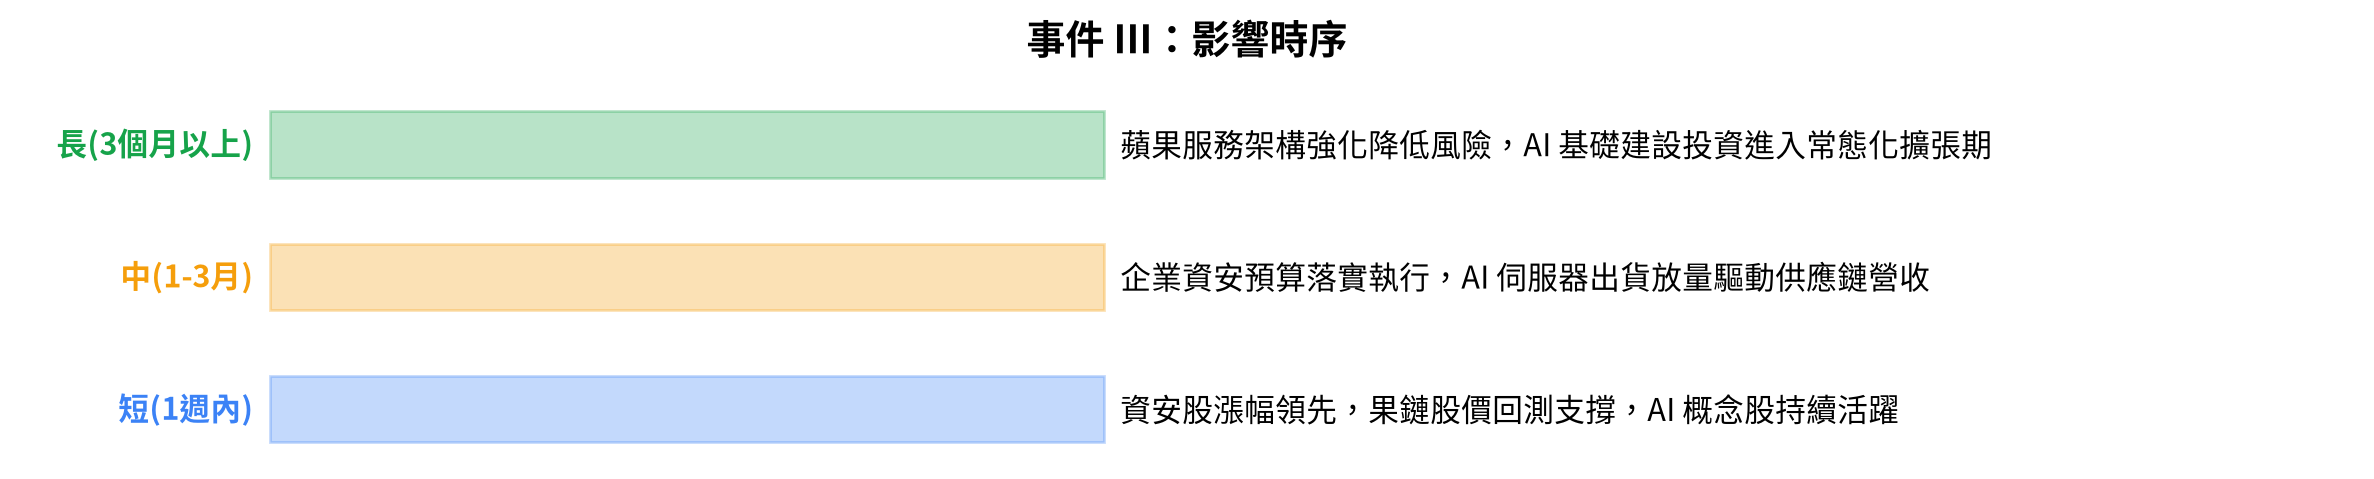 事件 III：影響時序
長(3個月以上)
蘋果服務架構強化降低風險，AI 基礎建設投資進入常態化擴張期
中(1-3月)
企業資安預算落實執行，AI 伺服器出貨放量驅動供應鏈營收
短(1週內)
資安股漲幅領先，果鏈股價回測支撐，AI 概念股持續活躍